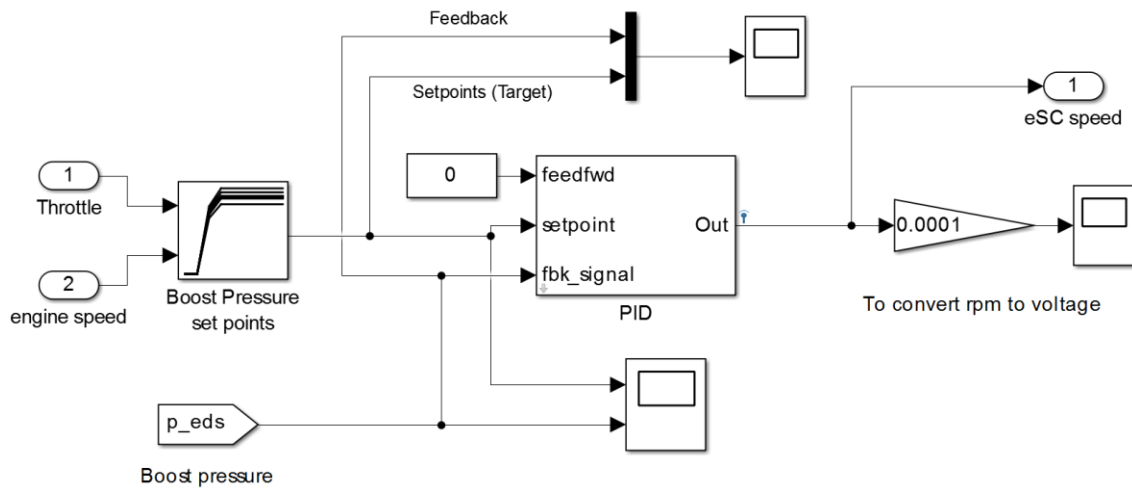 Feedback
Setpoints (Target)
1
eSC speed
1
Throttle
0
feedfwd
setpoint
Out
fbk_signal
PID
0.0001
To convert rpm to voltage
2
engine speed
Boost Pressure
set points
p_eds
Boost pressure